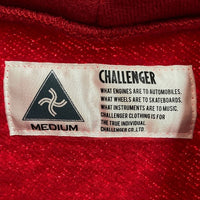 CHALLENGER
WHAT ENGINES ARE TO AUTOMOBILES.
WHAT WHEELS ARE TO SKATEBOARDS.
WHAT INSTRUMENTS ARE TO MUSIC.
CHALLENGER CLOTHING IS FOR
THE TRUE INDIVIDUAL.
CHALLENGER CO.,LTD.
MEDIUM